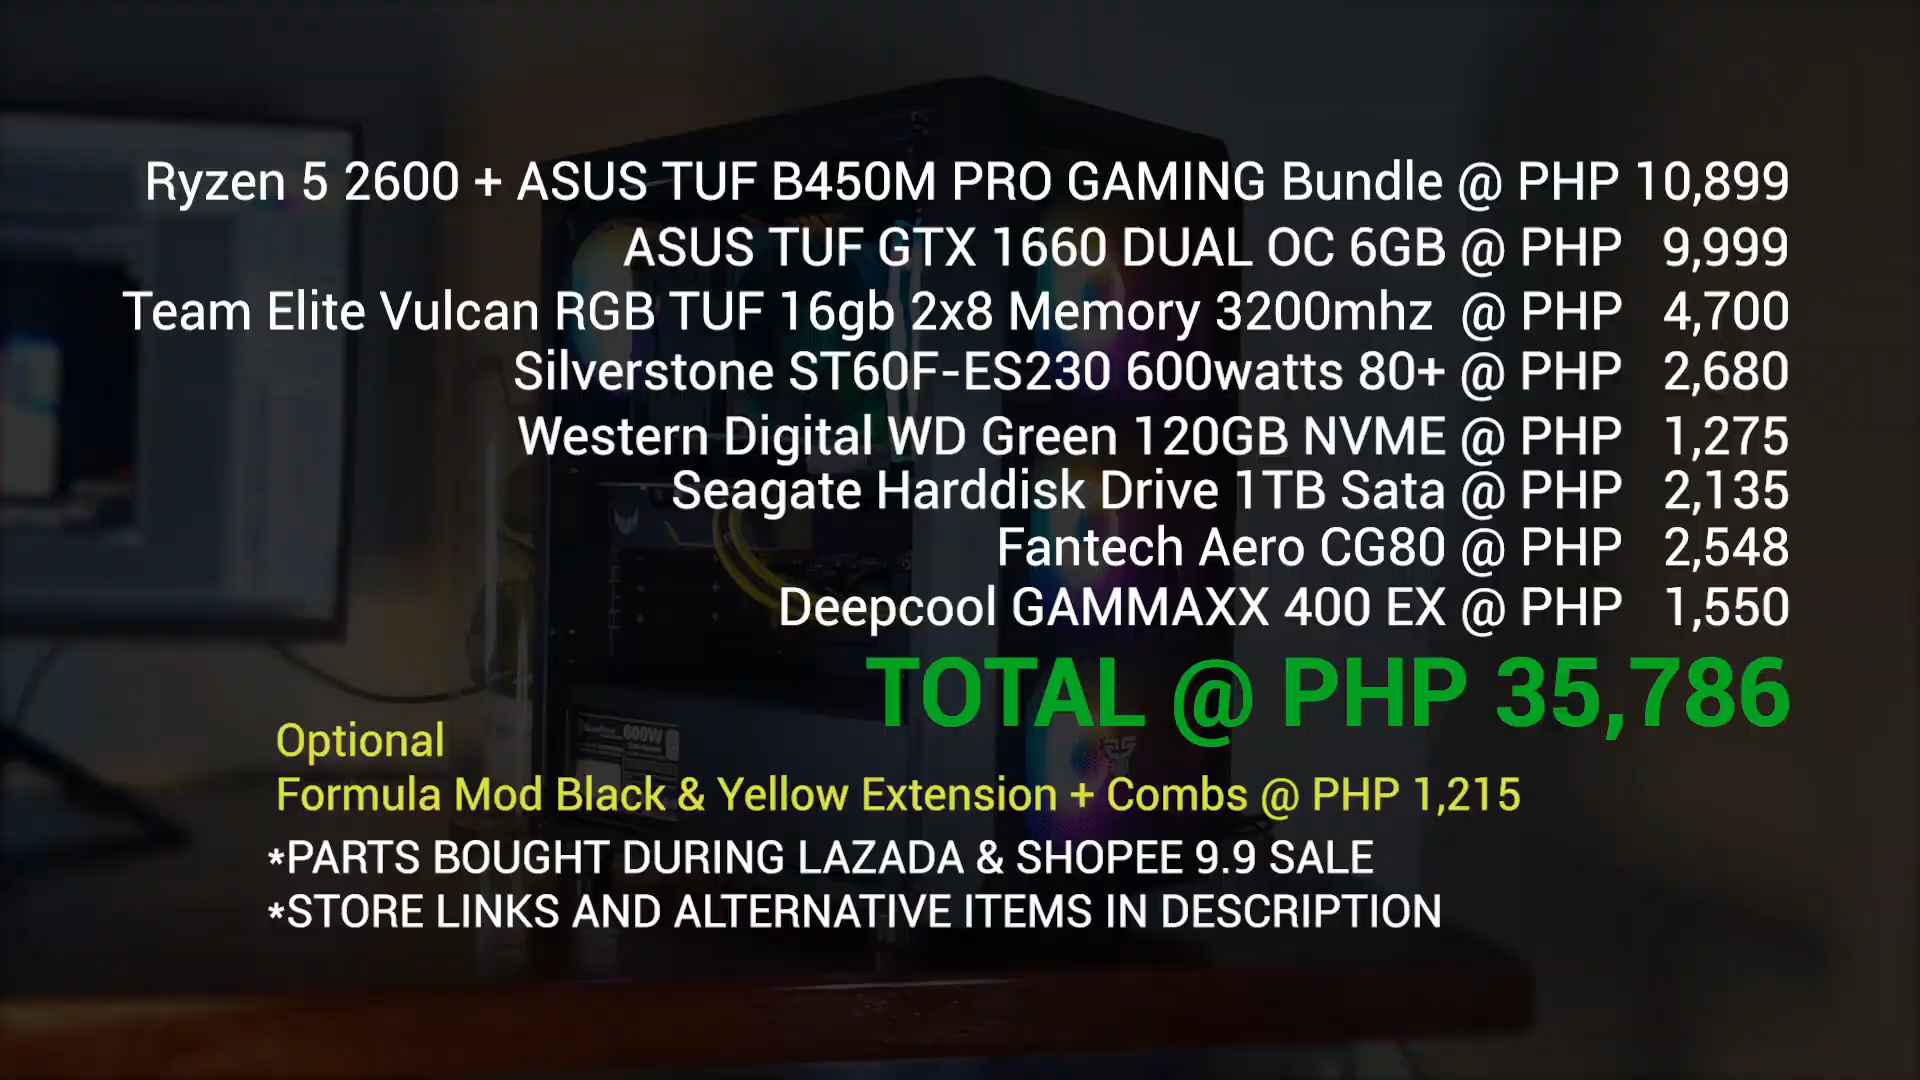 Ryzen 5 2600 + ASUS TUF B450M PRO GAMING Bundle @ PHP 10,899
ASUS TUF GTX 1660 DUAL OC 6GB @ PHP 9,999
Team Elite Vulcan RGB TUF 16gb 2x8 Memory 3200mhz @ PHP 4,700
Silverstone ST60F-ES230 600watts 80+ @ PHP 2,680
Western Digital WD Green 120GB NVME @ PHP 1,275
Seagate Harddisk Drive 1TB Sata @ PHP 2,135
Fantech Aero CG80 @ PHP 2,548
Deepcool GAMMAXX 400 EX @ PHP 1,550
TOTAL @ PHP 35,786
600W
Optional
Formula Mod Black & Yellow Extension + Combs @ PHP 1,215
*PARTS BOUGHT DURING LAZADA & SHOPEE 9.9 SALE
*STORE LINKS AND ALTERNATIVE ITEMS IN DESCRIPTION